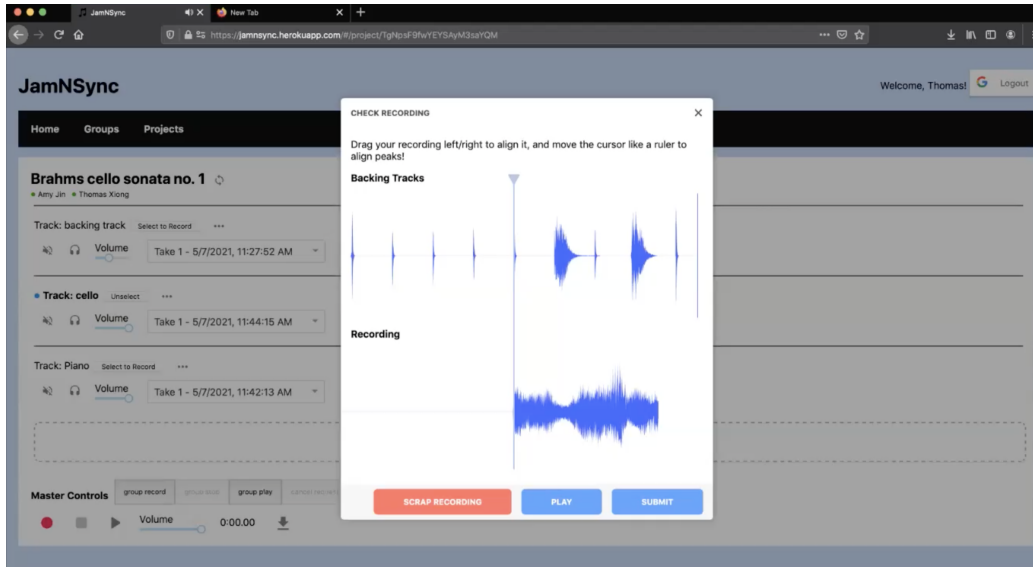 JamNSync
New Tab
https://jamnsync.herokuapp.com/#/project/TgNpsF9fwYEYSAyM3saYQM
JamNSync
Welcome, Thomas!
G Logout
Home Groups Projects
Brahms cello sonata no. 1
Amy Jin Thomas Xiong
Track: backing track Select to Record
Volume
Take 1 - 5/7/2021, 11:27:52 AM
Track: cello Unselect
Volume
Take 1 - 5/7/2021, 11:44:15 AM
Track: Piano Select to Record
Volume
Take 1 - 5/7/2021, 11:42:13 AM
Master Controls group record group play
Volume 0:00.00
CHECK RECORDING
Drag your recording left/right to align it, and move the cursor like a ruler to
align peaks!
Backing Tracks
Recording
SCRAP RECORDING PLAY SUBMIT